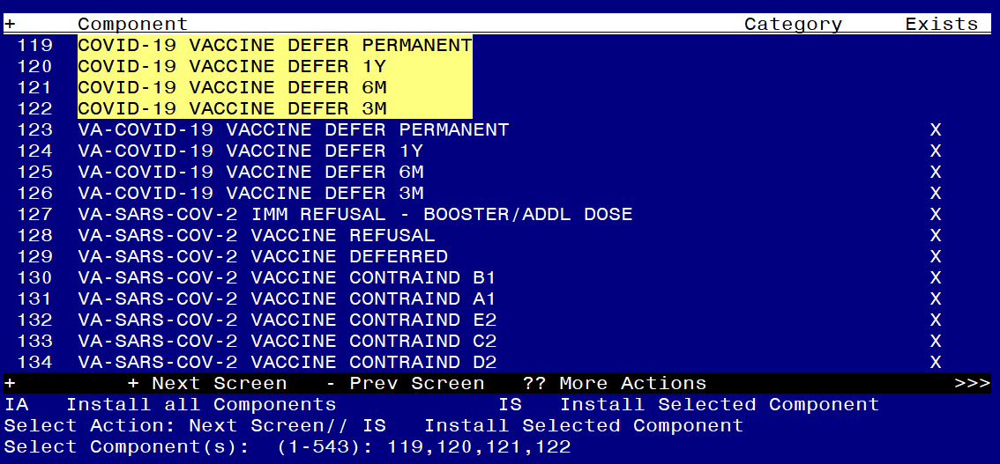 + Component Category Exists
119 COVID-19 VACCINE DEFER PERMANENT
120 COVID-19 VACCINE DEFER 1Y
121 COVID-19 VACCINE DEFER 6M
122 COVID-19 VACCINE DEFER 3M
123 VA-COVID-19 VACCINE DEFER PERMANENT X
124 VA-COVID-19 VACCINE DEFER 1Y X
125 VA-COVID-19 VACCINE DEFER 6M X
126 VA-COVID-19 VACCINE DEFER 3M X
127 VA-SARS-COV-2 IMM REFUSAL - BOOSTER/ADDL DOSE X
128 VA-SARS-COV-2 VACCINE REFUSAL X
129 VA-SARS-COV-2 VACCINE DEFERRED X
130 VA-SARS-COV-2 VACCINE CONTRAIND B1 X
131 VA-SARS-COV-2 VACCINE CONTRAIND A1 X
132 VA-SARS-COV-2 VACCINE CONTRAIND E2 X
133 VA-SARS-COV-2 VACCINE CONTRAIND C2 X
134 VA-SARS-COV-2 VACCINE CONTRAIND D2 X
+ + Next Screen - Prev Screen ?? More Actions >>>
IA Install all Components IS Install Selected Component
Select Action: Next Screen// IS Install Selected Component
Select Component(s): (1-543): 119,120,121,122